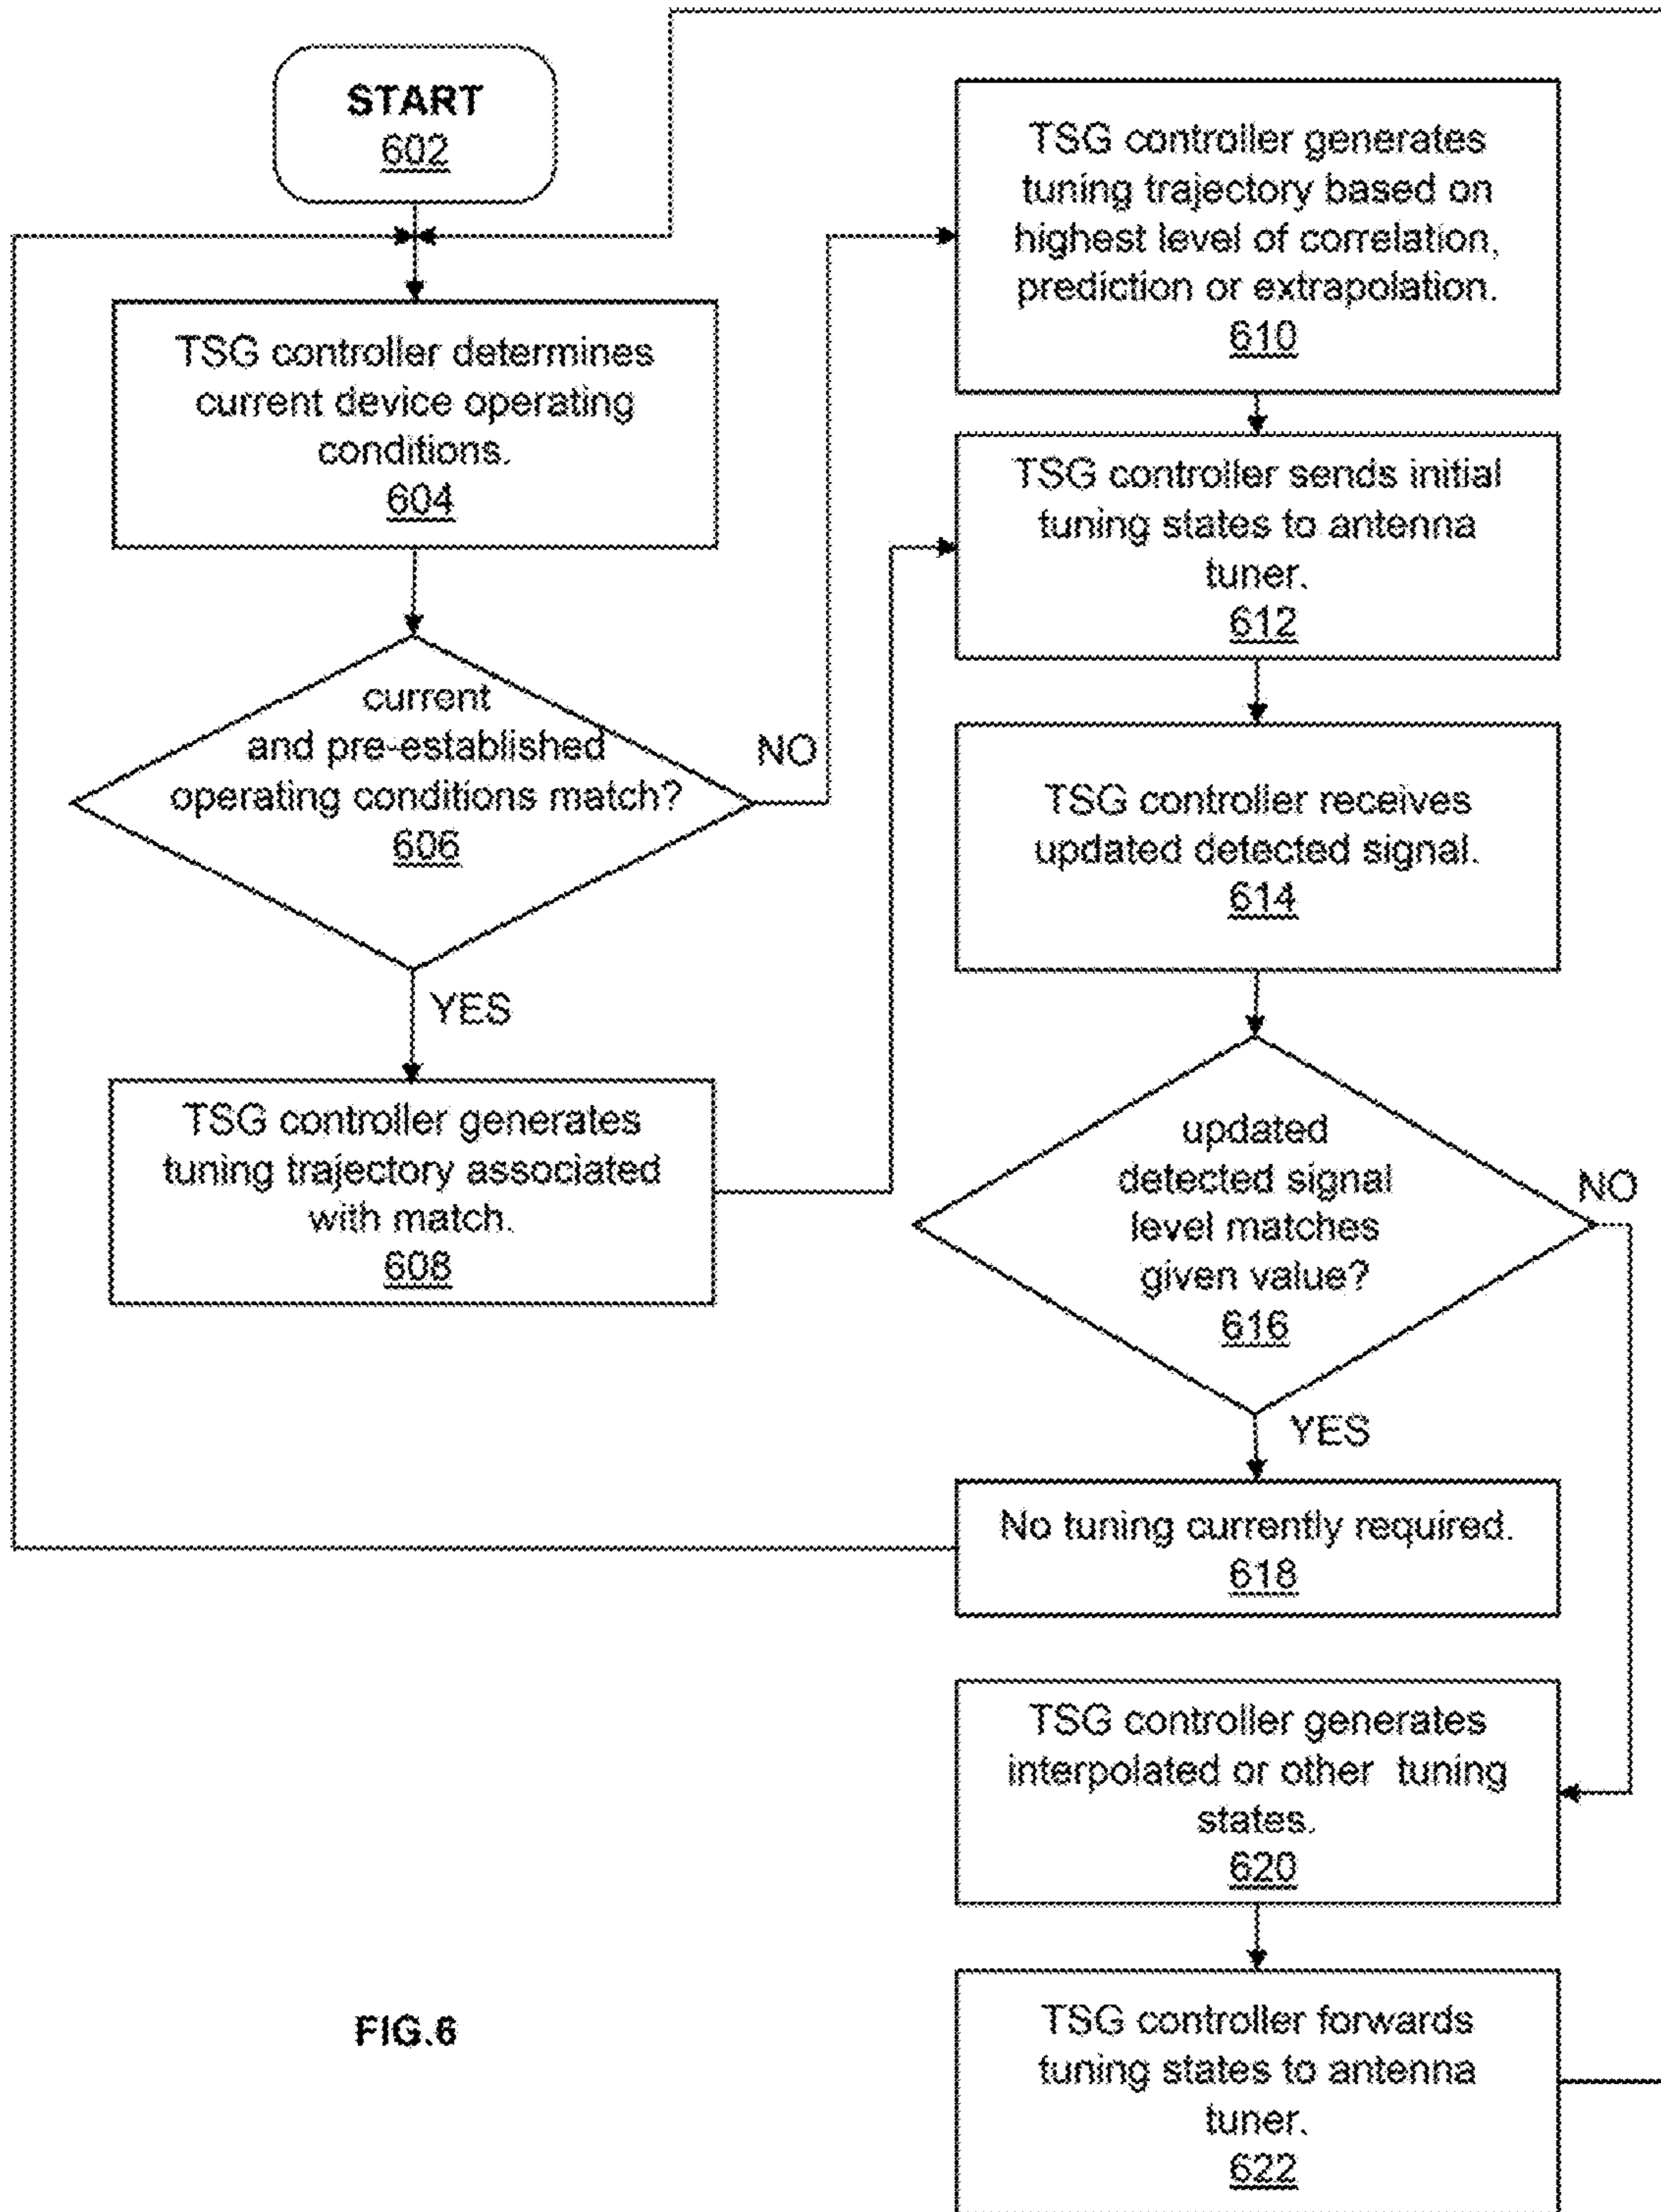 START
602
TSG controller determines
current device operating
conditions.
604
current
and pre-established
operating conditions match?
606
NO
YES
TSG controller generates
tuning trajectory associated
with match.
608
TSG controller generates
tuning trajectory based on
highest level of correlation,
prediction or extrapolation.
610
TSG controller sends initial
tuning states to antenna
tuner.
612
TSG controller receives
updated detected signal.
614
updated
detected signal
level matches
given value?
616
NO
YES
No tuning currently required.
618
TSG controller generates
interpolated or other tuning
states.
620
TSG controller forwards
tuning states to antenna
tuner.
622
FIG.6